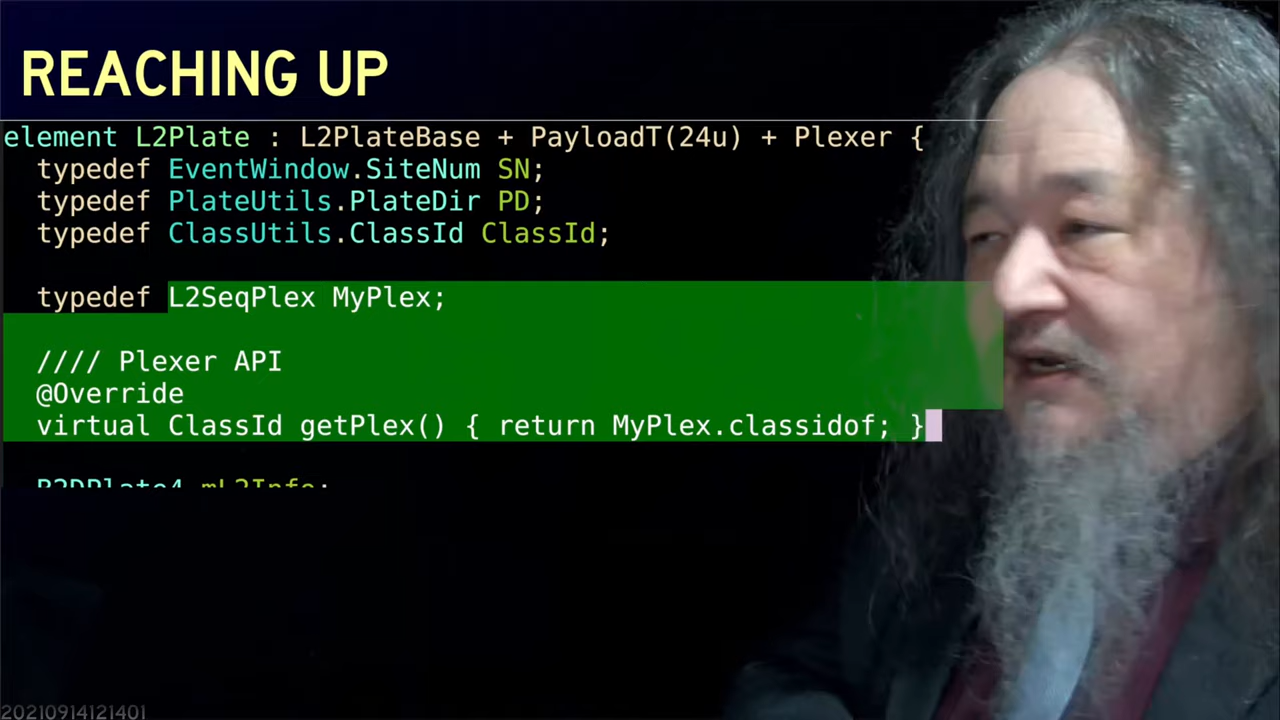 REACHING UP
element L2Plate : L2PlateBase + PayloadT(24u) + Plexer {
typedef EventWindow.SiteNum SN;
typedef PlateUtils.PlateDir PD;
typedef ClassUtils.ClassId ClassId;
typedef L2SeqPlex MyPlex;
//// Plexer API
@Override
virtual ClassId getPlex() { return MyPlex.classidof; }
20210914121401